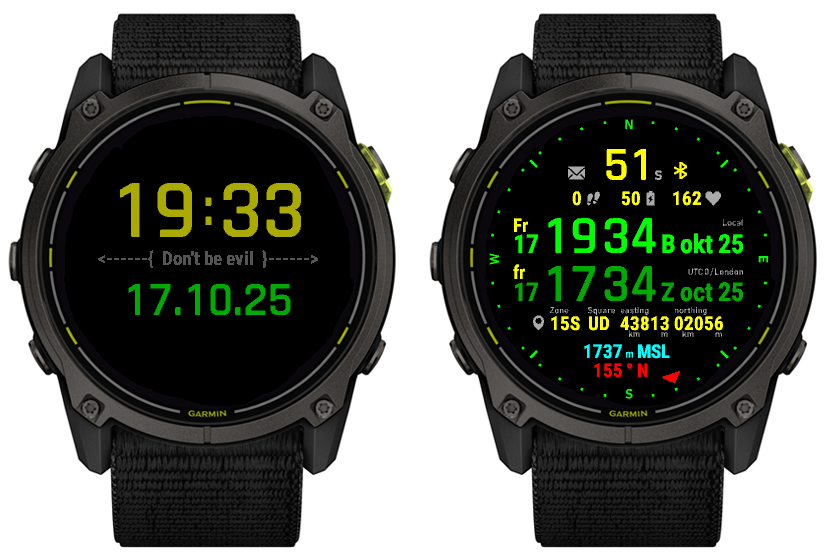 19:33
<------{ Don't be evil }------>
17.10.25
GARMIN
N
51 s
0 50 162
Local
Fr 17 1934 B okt 25
UTC0/London
fr 17 1734 Z oct 25
Zone Square easting northing
15S UD 43813 02056
km m km m
W E
1737 m MSL
155 ° N
S
GARMIN